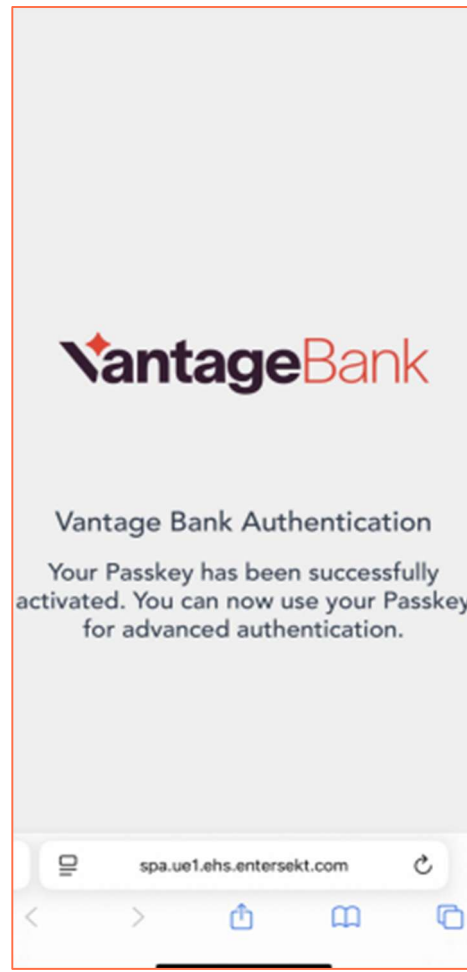 VantageBank
Vantage Bank Authentication
Your Passkey has been successfully
activated. You can now use your Passkey
for advanced authentication.
spa.ue1.ehs.entersekt.com